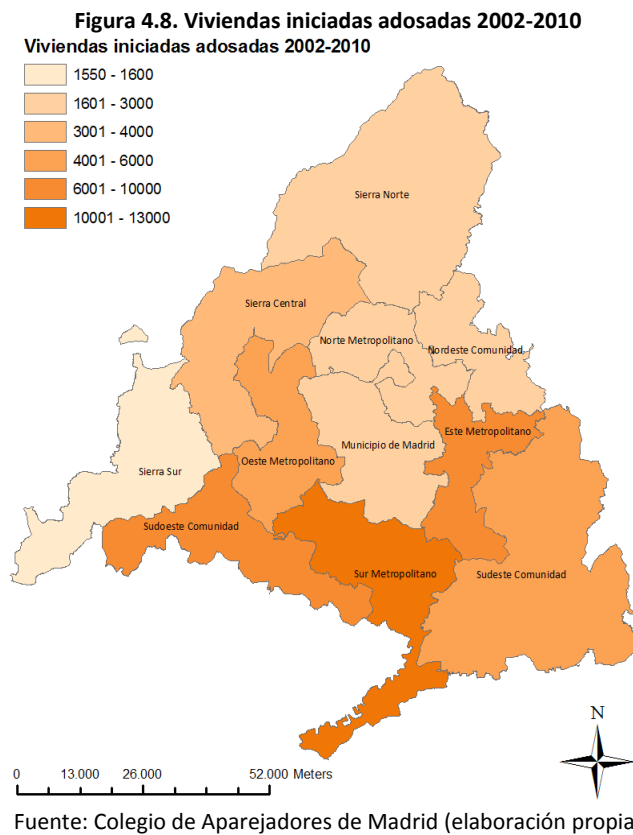 Figura 4.8. Viviendas iniciadas adosadas 2002-2010
Viviendas iniciadas adosadas 2002-2010
1550 - 1600
1601 - 3000
3001 - 4000
4001 - 6000
6001 - 10000
10001 - 13000
Sierra Norte
Sierra Central
Norte Metropolitano
Nordeste Comunidad
Este Metropolitano
Municipio de Madrid
Oeste Metropolitano
Sierra Sur
Sudoeste Comunidad
Sur Metropolitano
Sudeste Comunidad
N
0 13.000 26.000 52.000 Meters
Fuente: Colegio de Aparejadores de Madrid (elaboración propia